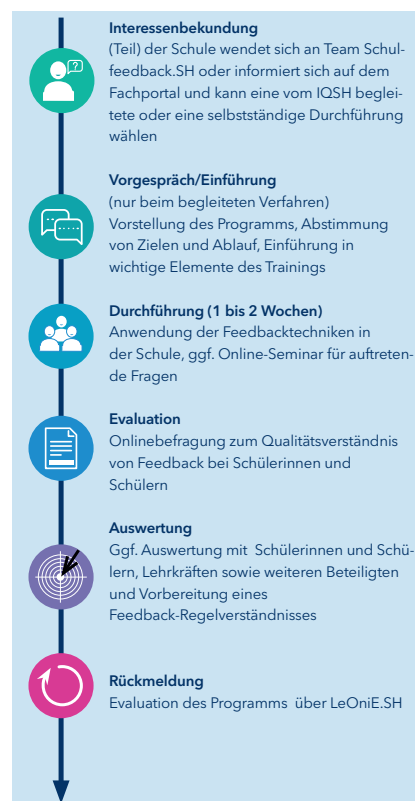 Interessenbekundung
(Teil) der Schule wendet sich an Team Schul-
feedback.SH oder informiert sich auf dem
Fachportal und kann eine vom IQSH beglei-
tete oder eine selbstständige Durchführung
wählen
?
Vorgespräch/Einführung
(nur beim begleiteten Verfahren)
Vorstellung des Programms, Abstimmung
von Zielen und Ablauf, Einführung in
wichtige Elemente des Trainings
Durchführung (1 bis 2 Wochen)
Anwendung der Feedbacktechniken in
der Schule, ggf. Online-Seminar für auftreten-
de Fragen
Evaluation
Onlinebefragung zum Qualitätsverständnis
von Feedback bei Schülerinnen und
Schülern
Auswertung
Ggf. Auswertung mit Schülerinnen und Schü-
lern, Lehrkräften sowie weiteren Beteiligten
und Vorbereitung eines
Feedback-Regelverständnisses
Rückmeldung
Evaluation des Programms über LeOniE.SH